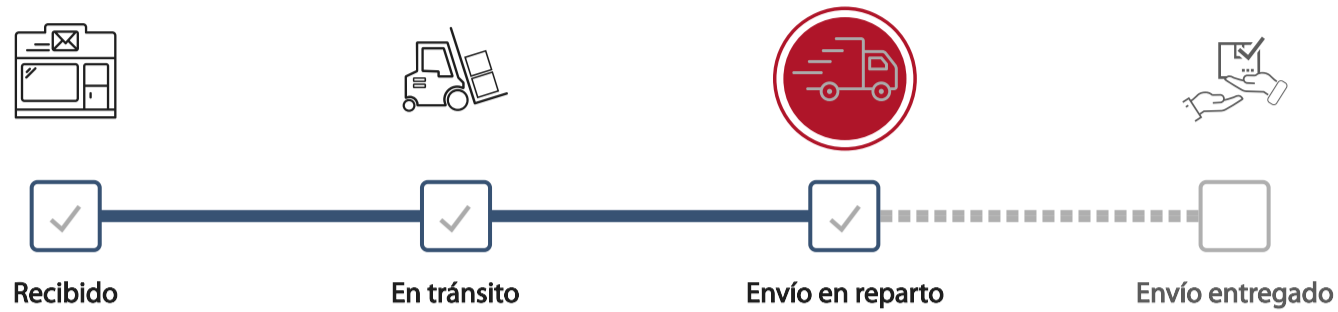 Recibido
En tránsito
Envío en reparto
Envío entregado